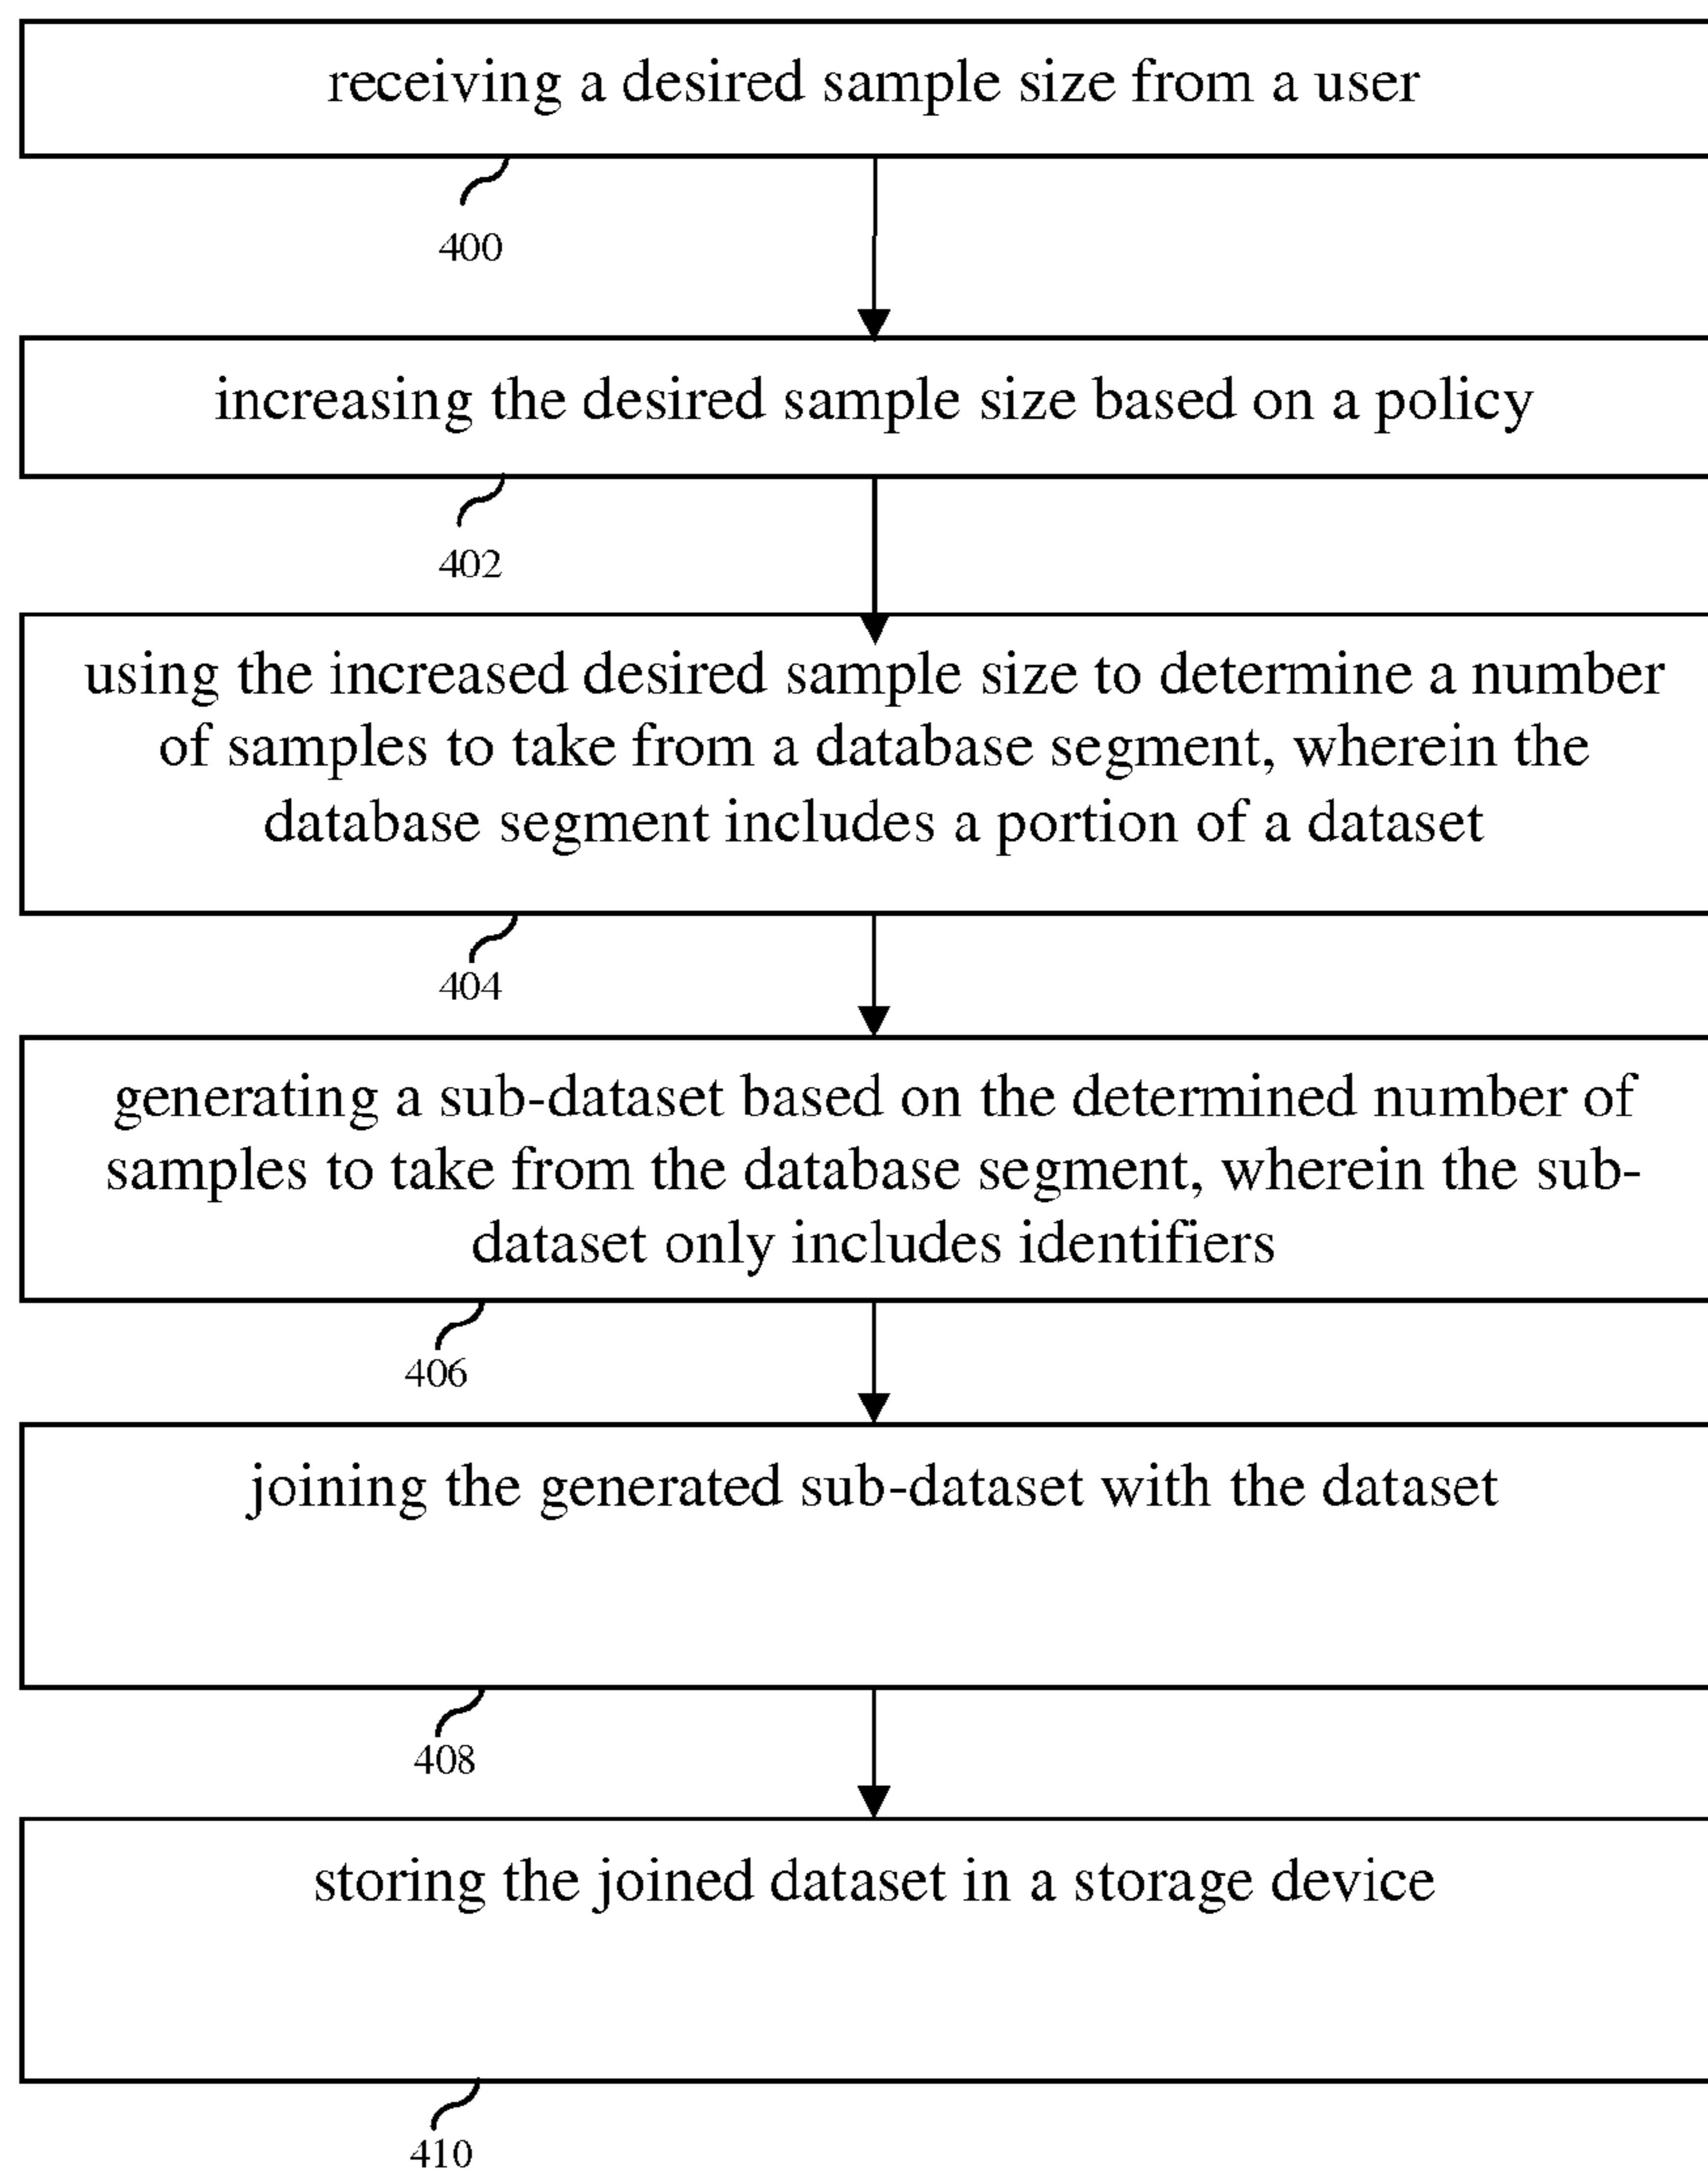 receiving a desired sample size from a user
400
increasing the desired sample size based on a policy
402
using the increased desired sample size to determine a number
of samples to take from a database segment, wherein the
database segment includes a portion of a dataset
404
generating a sub-dataset based on the determined number of
samples to take from the database segment, wherein the sub-
dataset only includes identifiers
406
joining the generated sub-dataset with the dataset
408
storing the joined dataset in a storage device
410